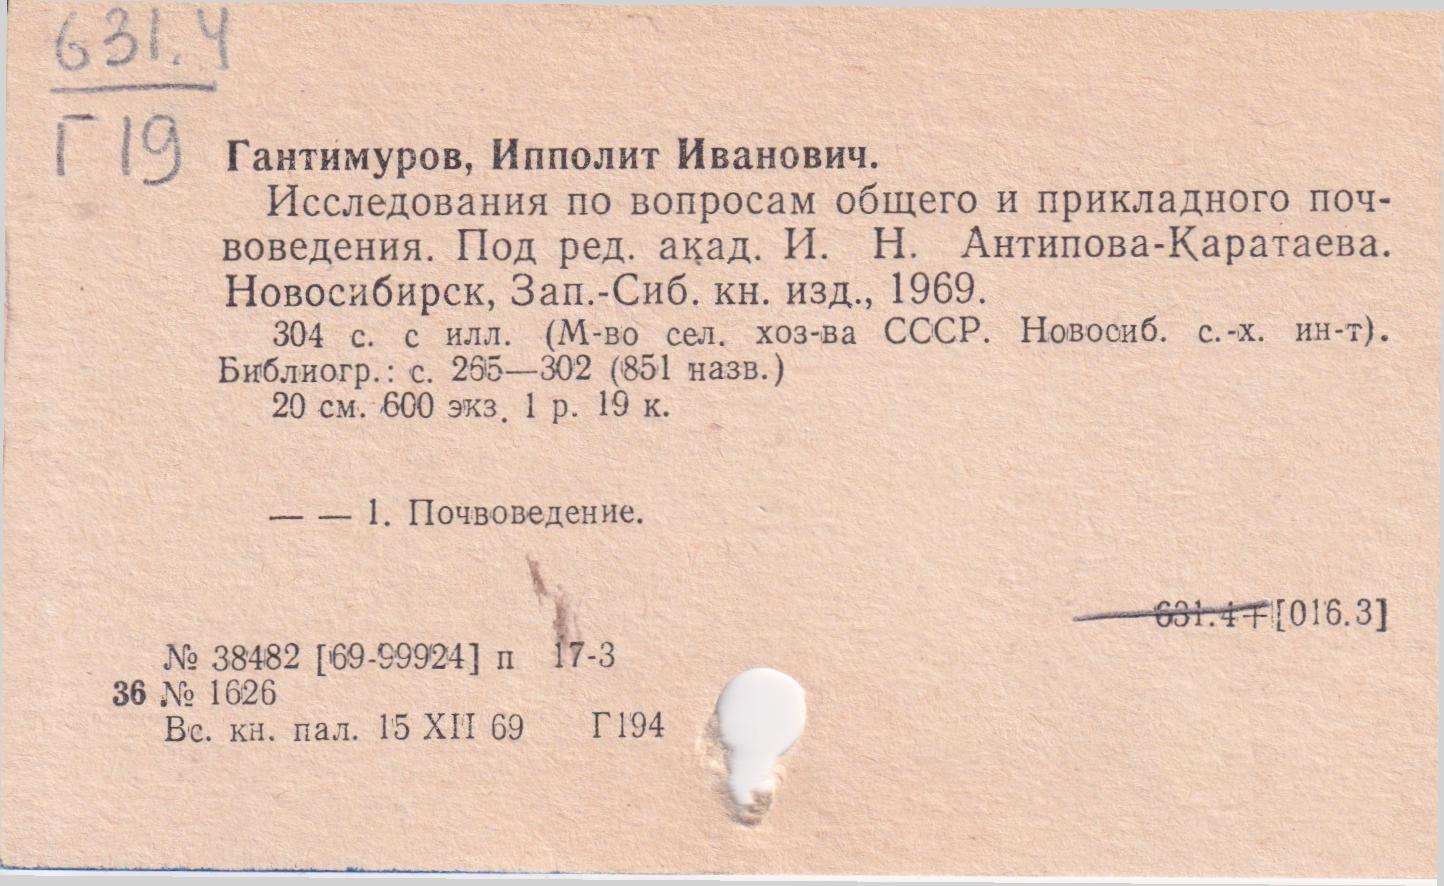 631.4
Г19
Гантимуров, Ипполит Иванович.
Исследования по вопросам общего и прикладного поч-
воведения. Под ред. акад. И. Н. Антипова-Каратаева.
Новосибирск, Зап.-Сиб. кн. изд., 1969.
304 с. с илл. (М-во сел. хоз-ва СССР. Новосиб. с.-х. ин-т).
Библиогр.: с. 265—302 (851 назв.)
20 см. 600 экз. 1 р. 19 к.
— — 1. Почвоведение.
631.4+[016.3]
№ 38482 [69-99924] п 17-3
36 № 1626
Вс. кн. пал. 15 XII 69 Г194